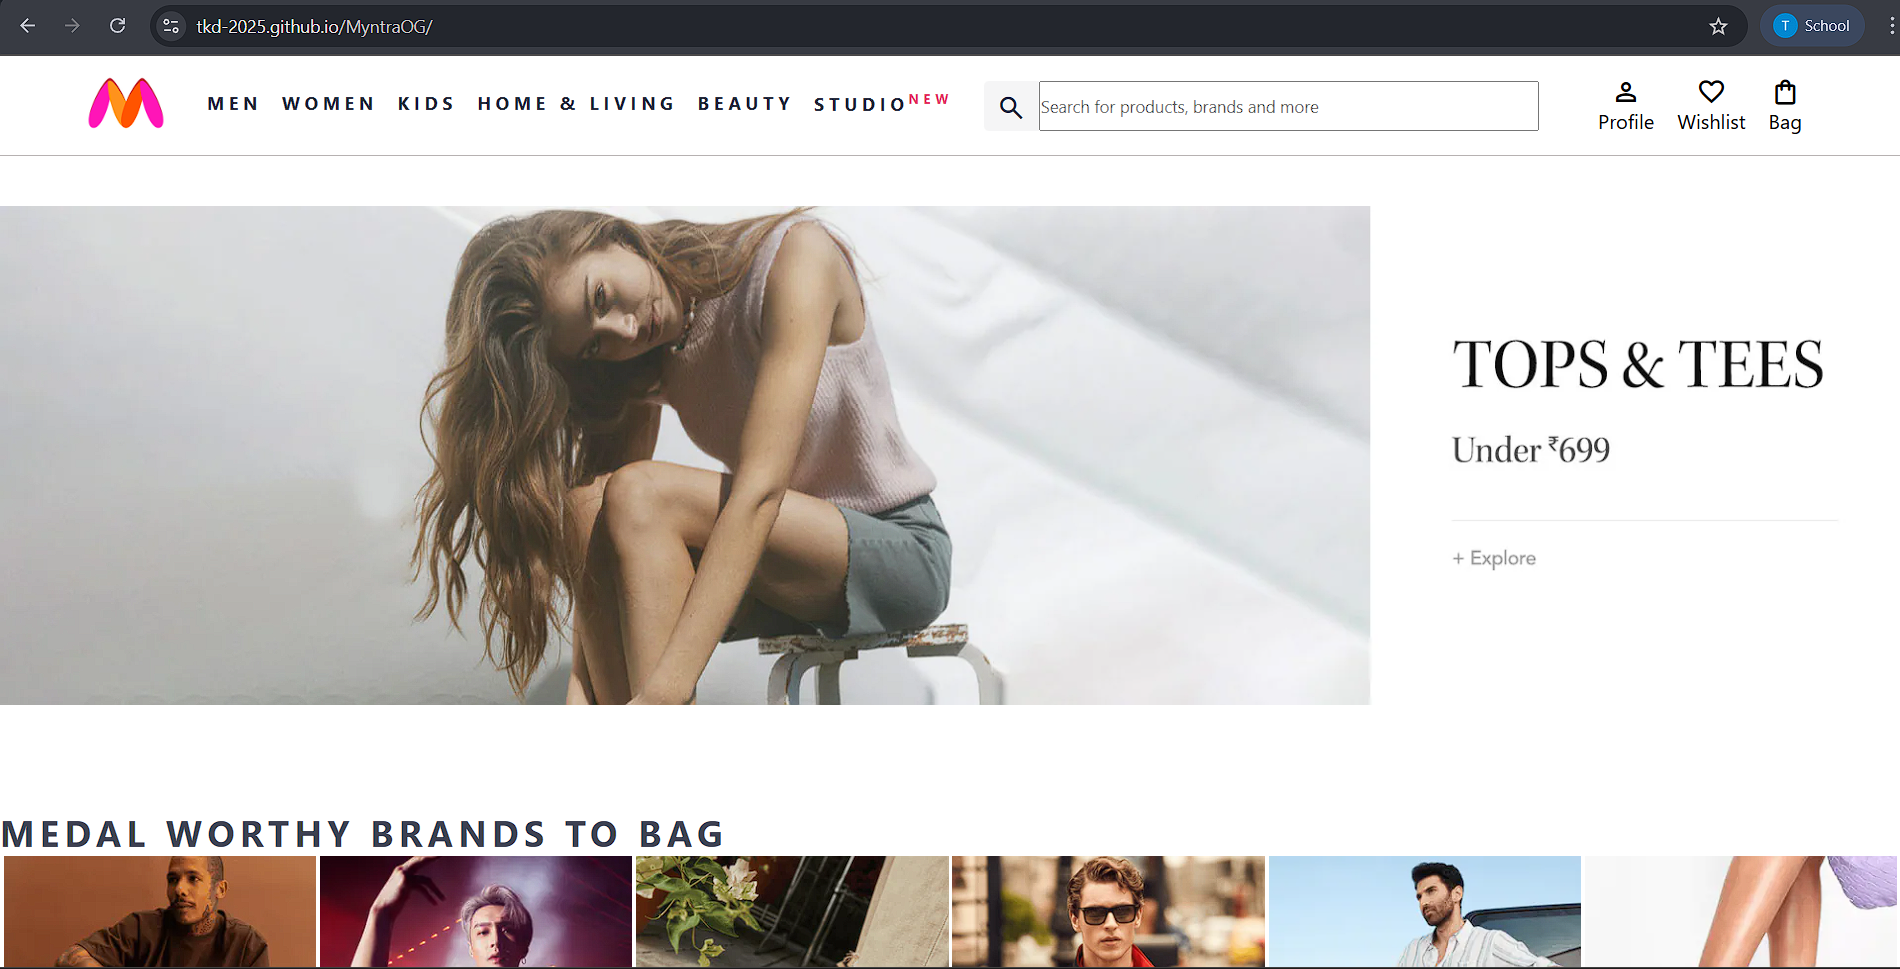 tkd-2025.github.io/MyntraOG/
T School
MEN WOMEN KIDS HOME & LIVING BEAUTY STUDIO NEW
Search for products, brands and more
Profile Wishlist Bag
TOPS & TEES
Under ₹699
+ Explore
MEDAL WORTHY BRANDS TO BAG